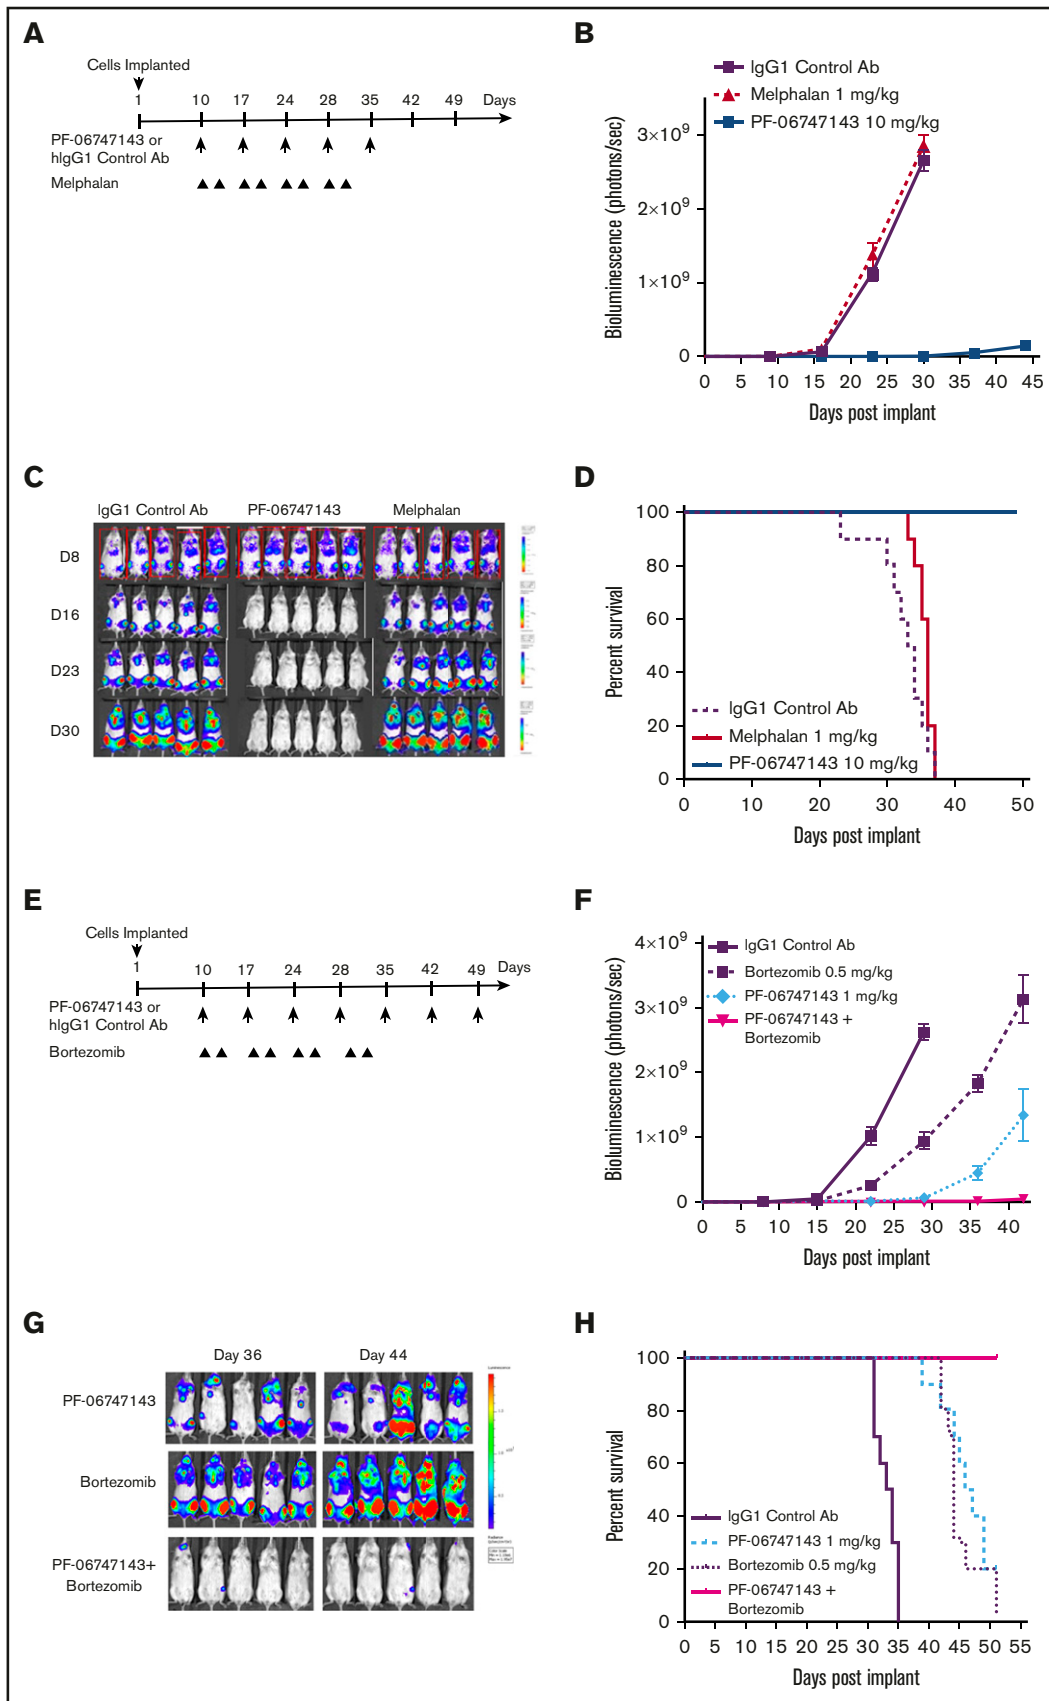 A
Cells Implanted
1 10 17 24 28 35 42 49 Days
PF-06747143 or
hIgG1 Control Ab
Melphalan
B
IgG1 Control Ab
Melphalan 1 mg/kg
PF-06747143 10 mg/kg
Bioluminescence (photons/sec)
3×10⁹
2×10⁹
1×10⁹
0
0 5 10 15 20 25 30 35 40 45
Days post implant
C
IgG1 Control Ab PF-06747143 Melphalan
D8
D16
D23
D30
D
Percent survival
100
80
60
40
20
0
IgG1 Control Ab
Melphalan 1 mg/kg
PF-06747143 10 mg/kg
0 10 20 30 40 50
Days post implant
E
Cells Implanted
1 10 17 24 28 35 42 49 Days
PF-06747143 or
hIgG1 Control Ab
Bortezomib
F
IgG1 Control Ab
Bortezomib 0.5 mg/kg
PF-06747143 1 mg/kg
PF-06747143 +
Bortezomib
Bioluminescence (photons/sec)
4×10⁹
3×10⁹
2×10⁹
1×10⁹
0
0 5 10 15 20 25 30 35 40
Days post implant
G
Day 36 Day 44
PF-06747143
Bortezomib
PF-06747143+
Bortezomib
H
Percent survival
100
80
60
40
20
0
IgG1 Control Ab
PF-06747143 1 mg/kg
Bortezomib 0.5 mg/kg
PF-06747143 +
Bortezomib
0 5 10 15 20 25 30 35 40 45 50 55
Days post implant